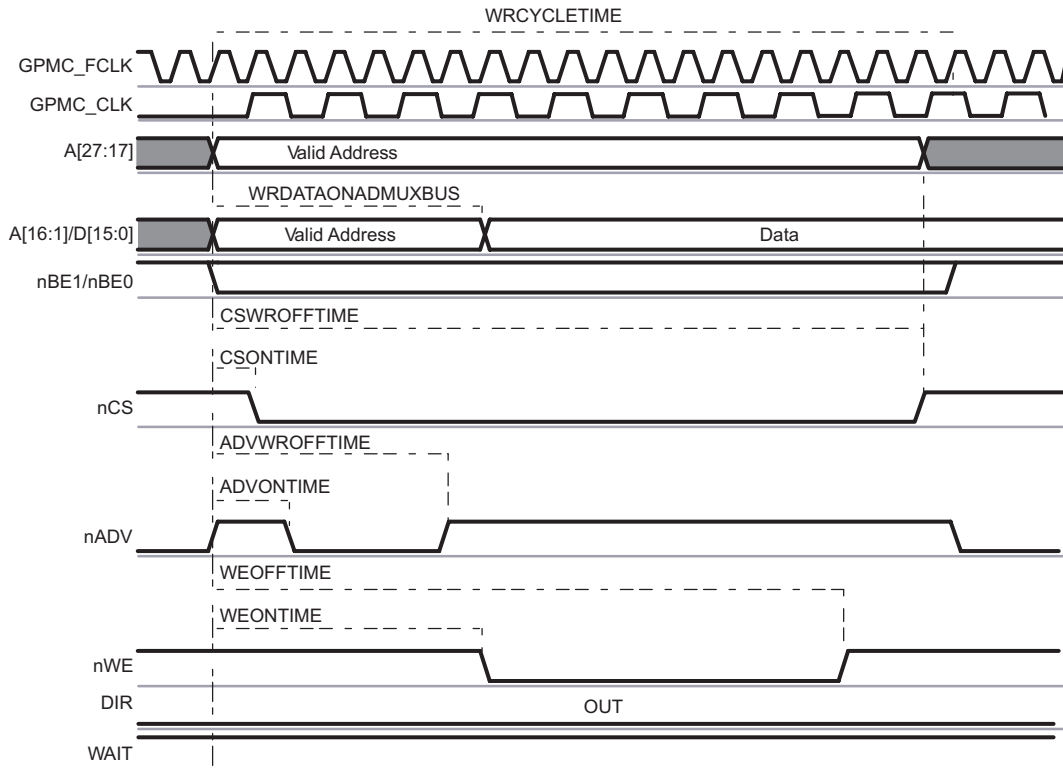 WRCYCLETIME
GPMC_FCLK
GPMC_CLK
A[27:17]
Valid Address
WRDATAONADMUXBUS
A[16:1]/D[15:0]
Valid Address
Data
nBE1/nBE0
CSWROFFTIME
CSONTIME
nCS
ADVWROFFTIME
ADVONTIME
nADV
WEOFFTIME
WEONTIME
nWE
DIR
OUT
WAIT